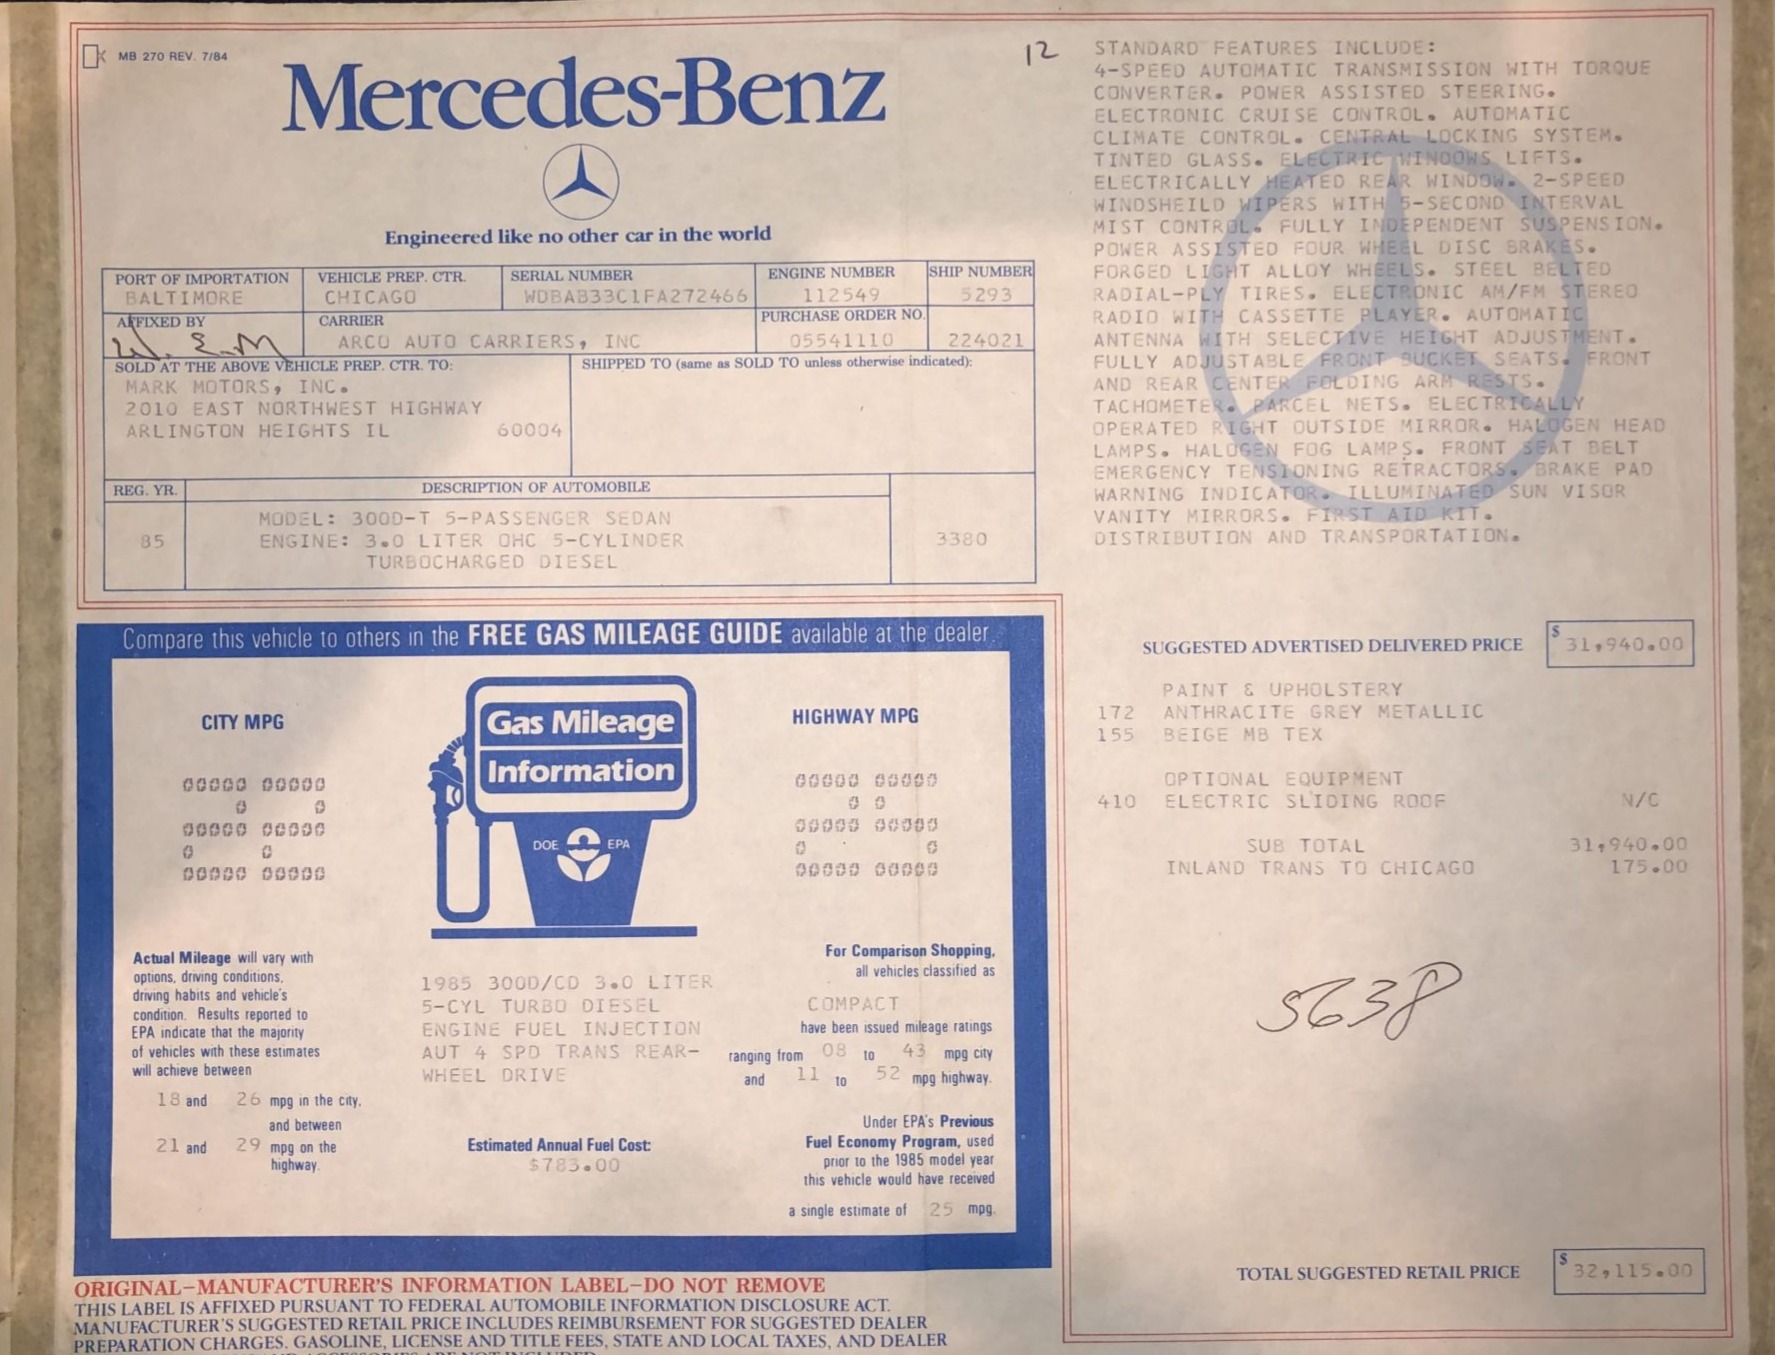 MB 270 REV. 7/84
Mercedes-Benz
Engineered like no other car in the world
PORT OF IMPORTATION VEHICLE PREP. CTR. SERIAL NUMBER ENGINE NUMBER SHIP NUMBER
BALTIMORE CHICAGO WDBAB33C1FA272466 112549 5293
AFFIXED BY CARRIER PURCHASE ORDER NO.
ARCO AUTO CARRIERS, INC 05541110 224021
SOLD AT THE ABOVE VEHICLE PREP. CTR. TO: SHIPPED TO (same as SOLD TO unless otherwise indicated):
MARK MOTORS, INC.
2010 EAST NORTHWEST HIGHWAY
ARLINGTON HEIGHTS IL 60004
REG. YR. DESCRIPTION OF AUTOMOBILE
MODEL: 300D-T 5-PASSENGER SEDAN
85 ENGINE: 3.0 LITER OHC 5-CYLINDER 3380
TURBOCHARGED DIESEL
12
STANDARD FEATURES INCLUDE:
4-SPEED AUTOMATIC TRANSMISSION WITH TORQUE
CONVERTER. POWER ASSISTED STEERING.
ELECTRONIC CRUISE CONTROL. AUTOMATIC
CLIMATE CONTROL. CENTRAL LOCKING SYSTEM.
TINTED GLASS. ELECTRIC WINDOWS LIFTS.
ELECTRICALLY HEATED REAR WINDOW. 2-SPEED
WINDSHEILD WIPERS WITH 5-SECOND INTERVAL
MIST CONTROL. FULLY INDEPENDENT SUSPENSION.
POWER ASSISTED FOUR WHEEL DISC BRAKES.
FORGED LIGHT ALLOY WHEELS. STEEL BELTED
RADIAL-PLY TIRES. ELECTRONIC AM/FM STEREO
RADIO WITH CASSETTE PLAYER. AUTOMATIC
ANTENNA WITH SELECTIVE HEIGHT ADJUSTMENT.
FULLY ADJUSTABLE FRONT BUCKET SEATS. FRONT
AND REAR CENTER FOLDING ARM RESTS.
TACHOMETER. PARCEL NETS. ELECTRICALLY
OPERATED RIGHT OUTSIDE MIRROR. HALOGEN HEAD
LAMPS. HALOGEN FOG LAMPS. FRONT SEAT BELT
EMERGENCY TENSIONING RETRACTORS. BRAKE PAD
WARNING INDICATOR. ILLUMINATED SUN VISOR
VANITY MIRRORS. FIRST AID KIT.
DISTRIBUTION AND TRANSPORTATION.
Compare this vehicle to others in the FREE GAS MILEAGE GUIDE available at the dealer
CITY MPG
22
Gas Mileage
Information
DOE EPA
HIGHWAY MPG
25
Actual Mileage will vary with
options, driving conditions,
driving habits and vehicle's
condition. Results reported to
EPA indicate that the majority
of vehicles with these estimates
will achieve between
18 and 26 mpg in the city,
and between
21 and 29 mpg on the
highway.
1985 300D/CD 3.0 LITER
5-CYL TURBO DIESEL
ENGINE FUEL INJECTION
AUT 4 SPD TRANS REAR-
WHEEL DRIVE
Estimated Annual Fuel Cost:
$783.00
For Comparison Shopping,
all vehicles classified as
COMPACT
have been issued mileage ratings
ranging from 08 to 43 mpg city
and 11 to 52 mpg highway.
Under EPA's Previous
Fuel Economy Program, used
prior to the 1985 model year
this vehicle would have received
a single estimate of 25 mpg.
SUGGESTED ADVERTISED DELIVERED PRICE $ 31,940.00
PAINT & UPHOLSTERY
172 ANTHRACITE GREY METALLIC
155 BEIGE MB TEX
OPTIONAL EQUIPMENT
410 ELECTRIC SLIDING ROOF N/C
SUB TOTAL 31,940.00
INLAND TRANS TO CHICAGO 175.00
5638
TOTAL SUGGESTED RETAIL PRICE $ 32,115.00
ORIGINAL–MANUFACTURER'S INFORMATION LABEL–DO NOT REMOVE
THIS LABEL IS AFFIXED PURSUANT TO FEDERAL AUTOMOBILE INFORMATION DISCLOSURE ACT.
MANUFACTURER'S SUGGESTED RETAIL PRICE INCLUDES REIMBURSEMENT FOR SUGGESTED DEALER
PREPARATION CHARGES. GASOLINE, LICENSE AND TITLE FEES, STATE AND LOCAL TAXES, AND DEALER